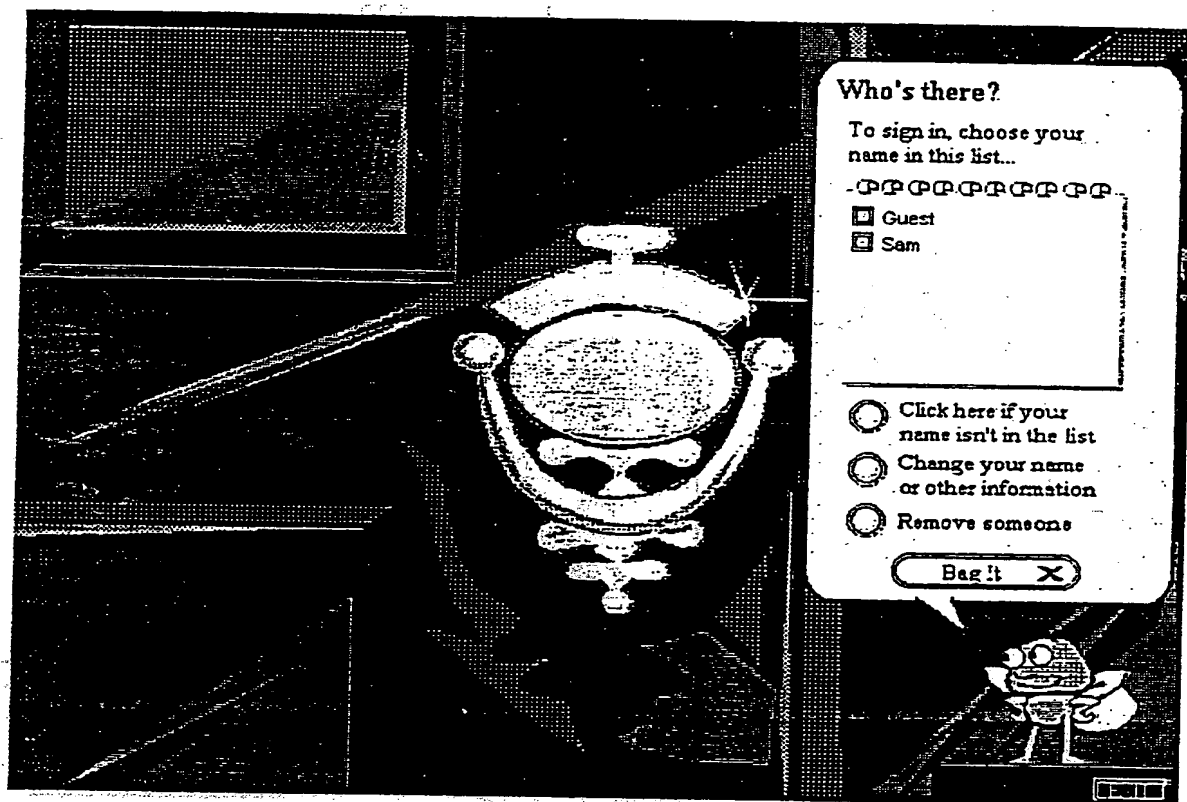 Who's there?
To sign in, choose your
name in this list...
Guest
Sam
Click here if your
name isn't in the list
Change your name
or other information
Remove someone
Bag It X